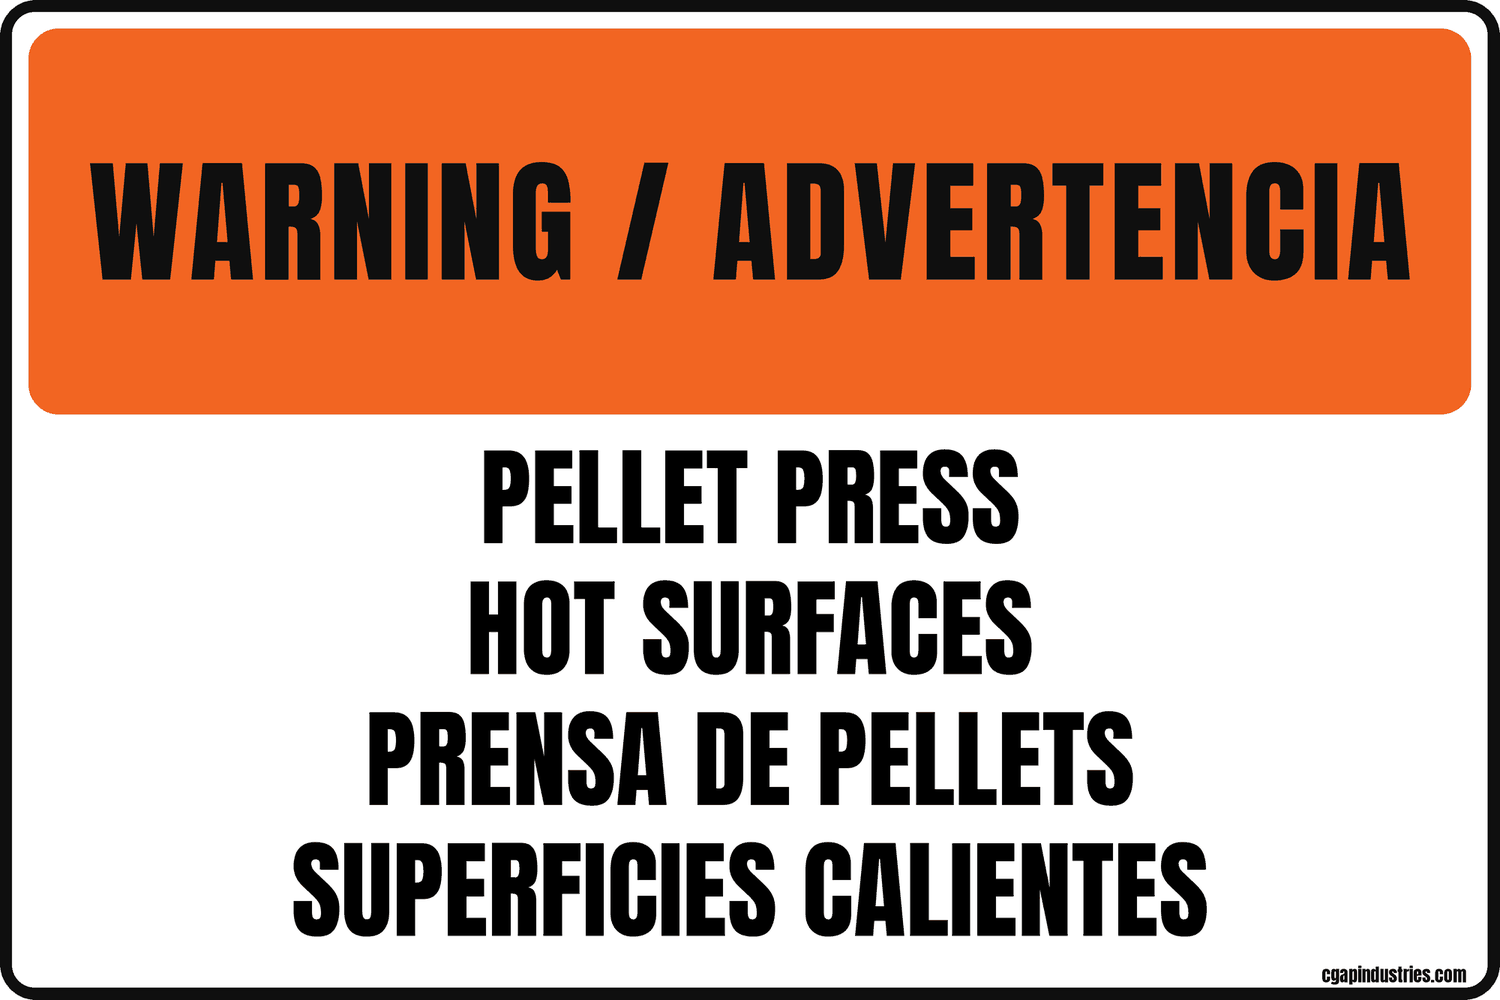 WARNING / ADVERTENCIA
PELLET PRESS
HOT SURFACES
PRENSA DE PELLETS
SUPERFICIES CALIENTES
cgapindustries.com